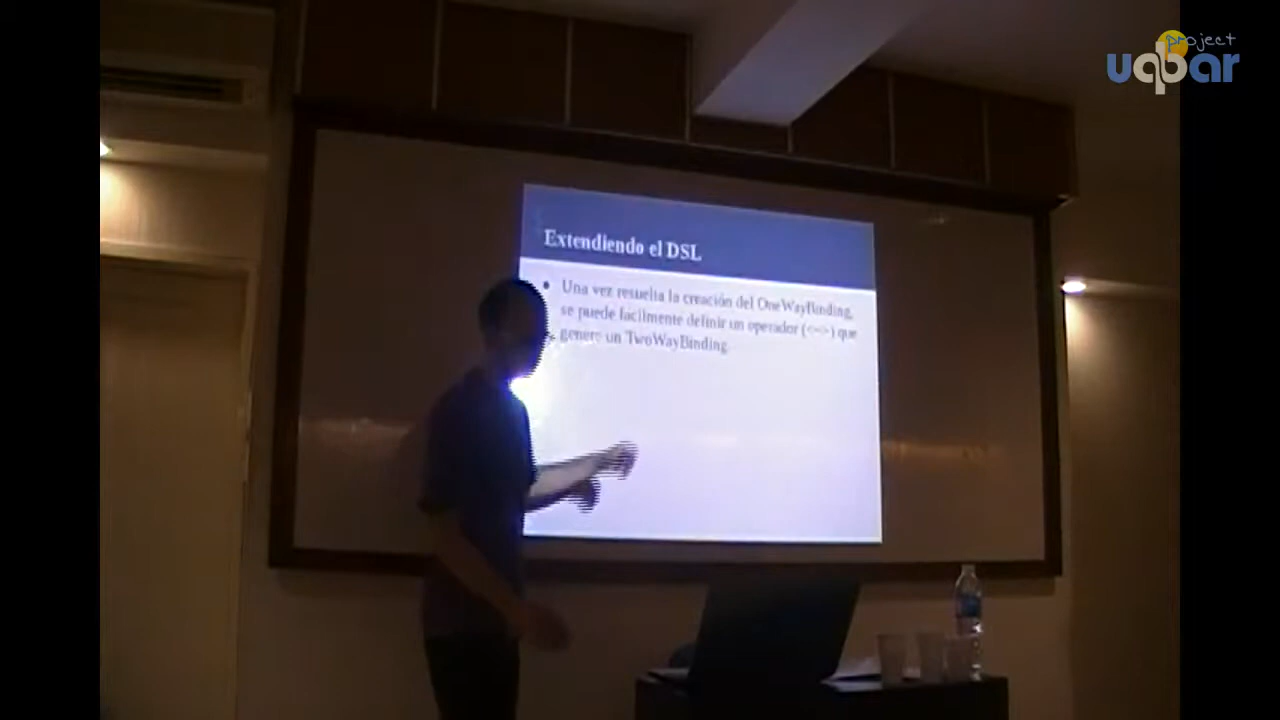 project
uqbar
Extendiendo el DSL
Una vez resuelta la creación del OneWayBinding,
se puede fácilmente definir un operador (<=>) que
genere un TwoWayBinding.